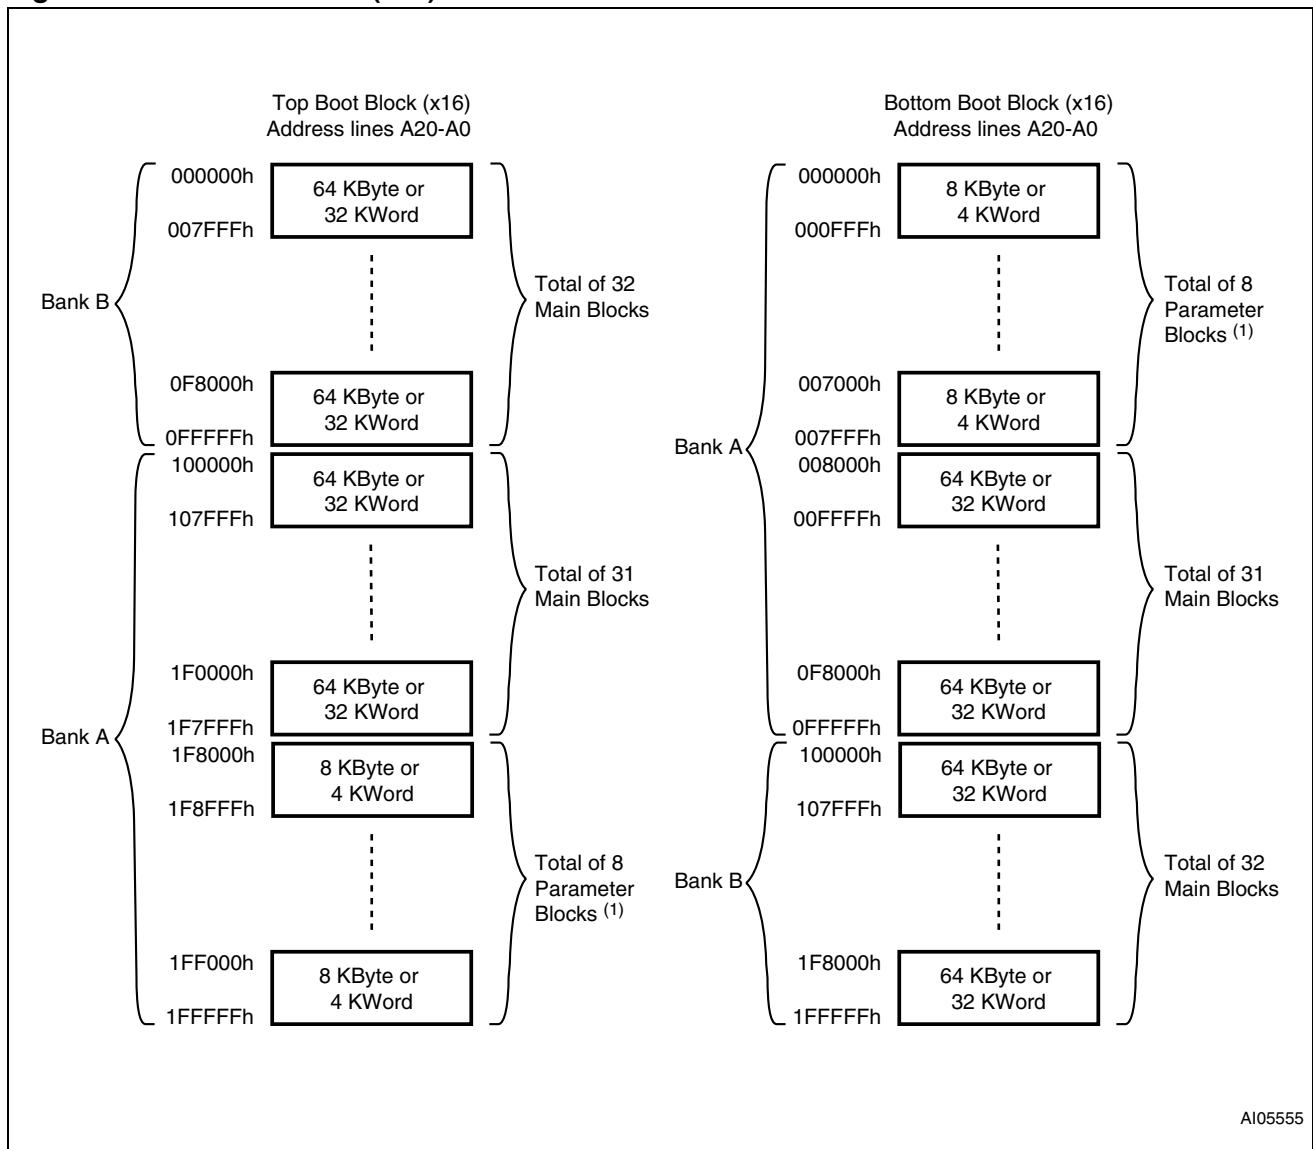 Top Boot Block (x16)
Address lines A20-A0
000000h
64 KByte or
32 KWord
007FFFh
Bank B
Total of 32
Main Blocks
0F8000h
64 KByte or
32 KWord
0FFFFFh
100000h
64 KByte or
32 KWord
107FFFh
Total of 31
Main Blocks
1F0000h
64 KByte or
32 KWord
1F7FFFh
Bank A
1F8000h
8 KByte or
4 KWord
1F8FFFh
Total of 8
Parameter
Blocks (1)
1FF000h
8 KByte or
4 KWord
1FFFFFh
Bottom Boot Block (x16)
Address lines A20-A0
000000h
8 KByte or
4 KWord
000FFFh
Total of 8
Parameter
Blocks (1)
007000h
8 KByte or
4 KWord
007FFFh
Bank A
008000h
64 KByte or
32 KWord
00FFFFh
Total of 31
Main Blocks
0F8000h
64 KByte or
32 KWord
0FFFFFh
100000h
64 KByte or
32 KWord
107FFFh
Bank B
Total of 32
Main Blocks
1F8000h
64 KByte or
32 KWord
1FFFFFh
AI05555